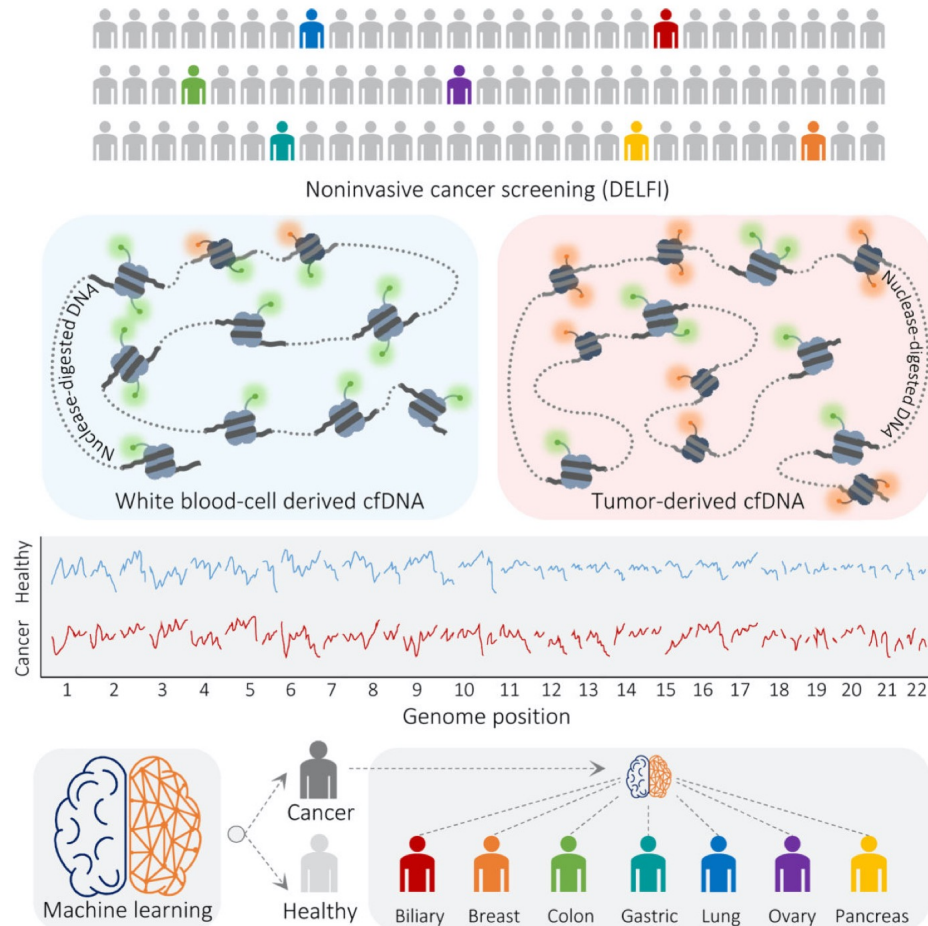 Noninvasive cancer screening (DELFI)
Nuclease-digested DNA
Nuclease-digested DNA
White blood-cell derived cfDNA
Tumor-derived cfDNA
Healthy
Cancer
1 2 3 4 5 6 7 8 9 10 11 12 13 14 15 16 17 18 19 20 21 22
Genome position
Cancer
Healthy
Machine learning
Biliary Breast Colon Gastric Lung Ovary Pancreas